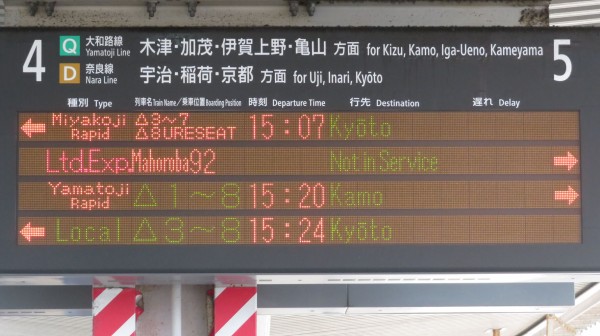 4 Q 大和路線 Yamatoji Line 木津・加茂・伊賀上野・亀山 方面 for Kizu, Kamo, Iga-Ueno, Kameyama 5
D 奈良線 Nara Line 宇治・稲荷・京都 方面 for Uji, Inari, Kyōto
種別 Type 列車名 Train Name/乗車位置 Boarding Position 時刻 Departure Time 行先 Destination 遅れ Delay
← Miyakoji Rapid △3〜7 △8URESEAT 15:07 Kyōto
Ltd.Exp. Mahoroba92 Not in Service →
Yamatoji Rapid △1〜8 15:20 Kamo →
← Local △3〜8 15:24 Kyōto